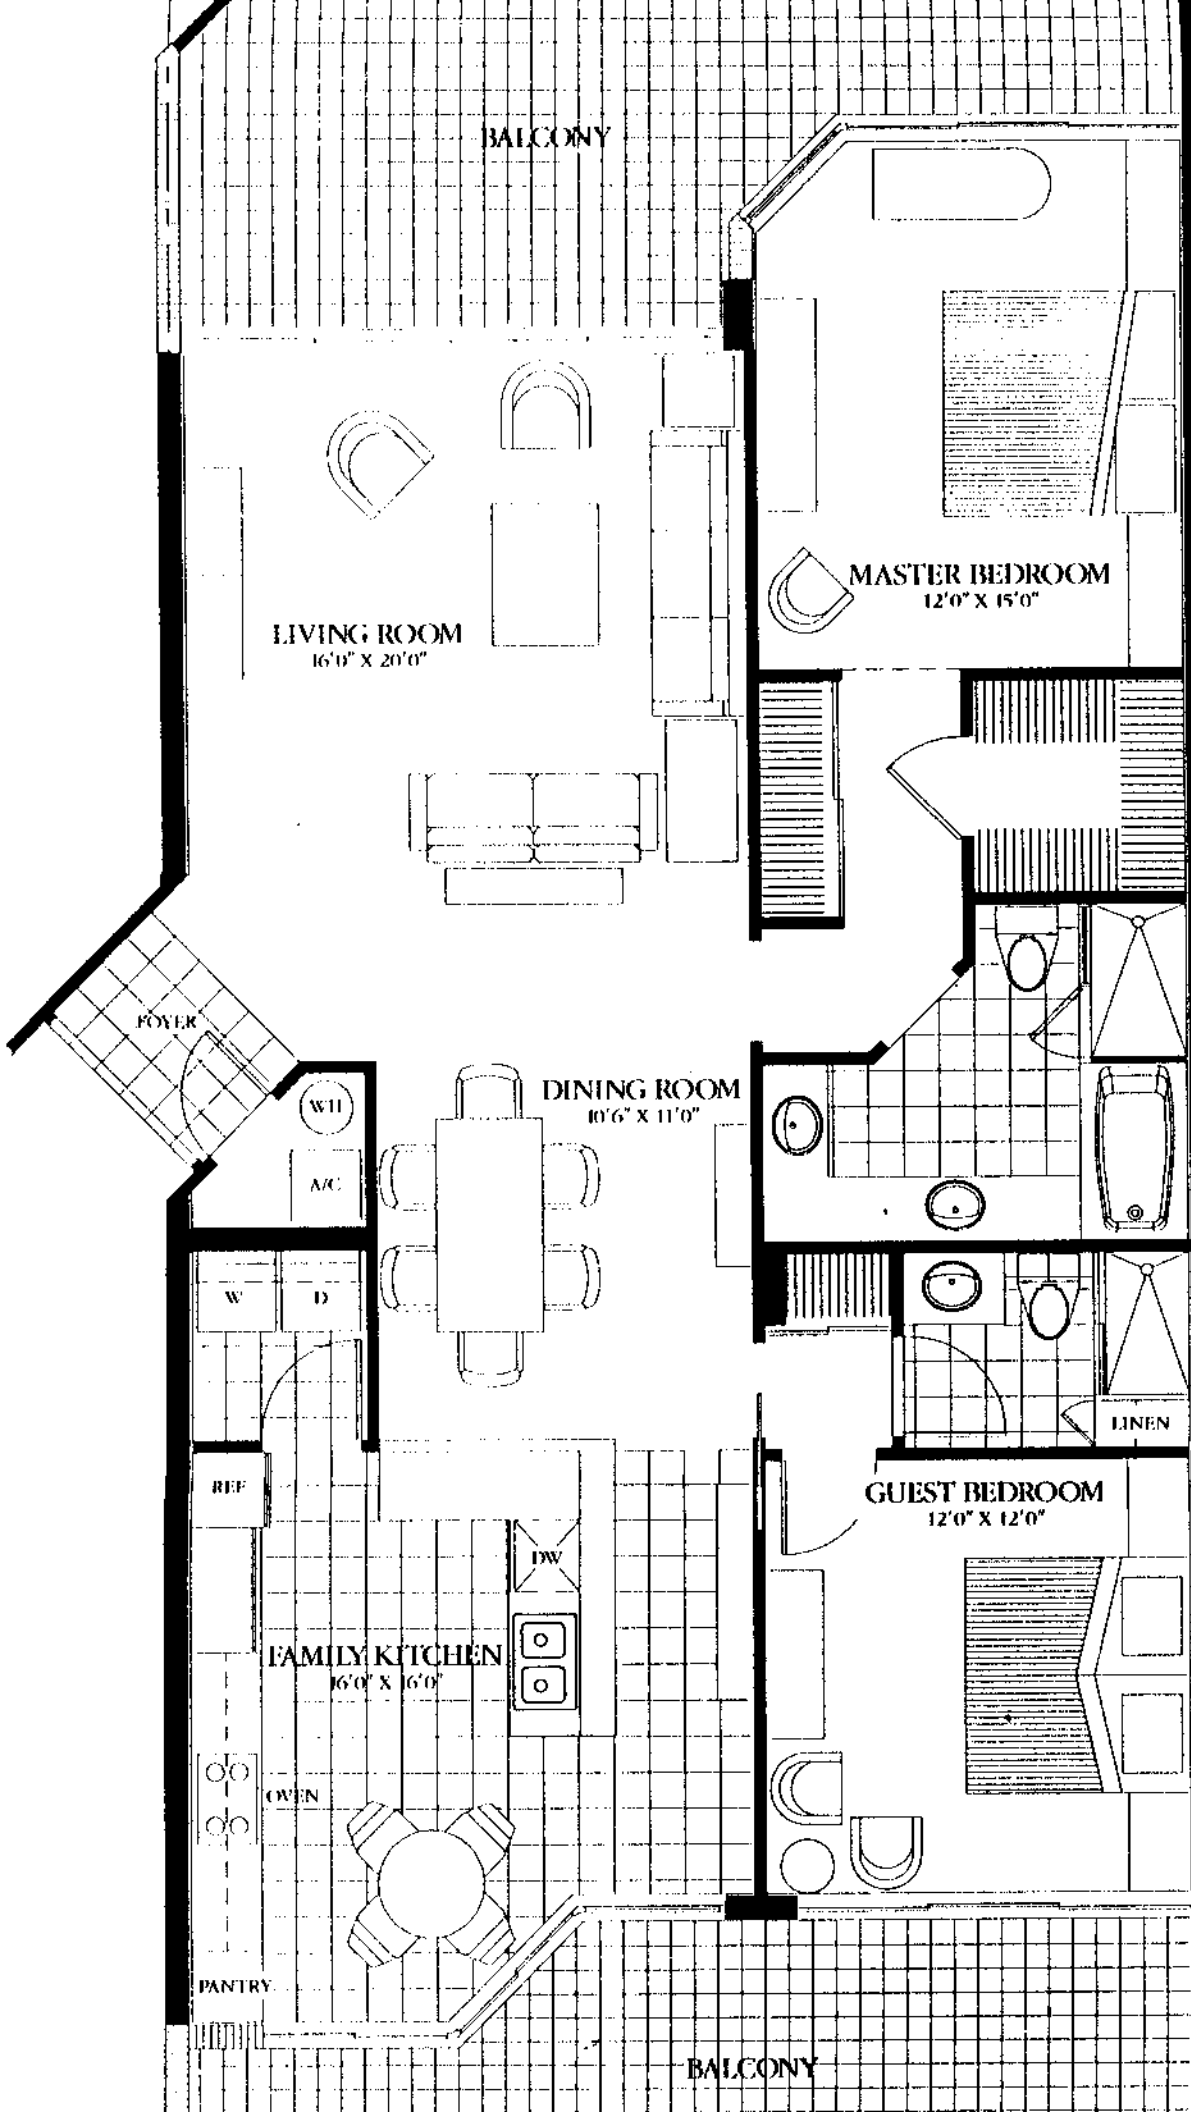 BALCONY
MASTER BEDROOM
12'0" X 15'0"
LIVING ROOM
16'0" X 20'0"
FOYER
DINING ROOM
10'6" X 11'0"
WH
A/C
W
D
LINEN
REF
GUEST BEDROOM
12'0" X 12'0"
DW
FAMILY KITCHEN
16'0" X 16'0"
OVEN
PANTRY
BALCONY